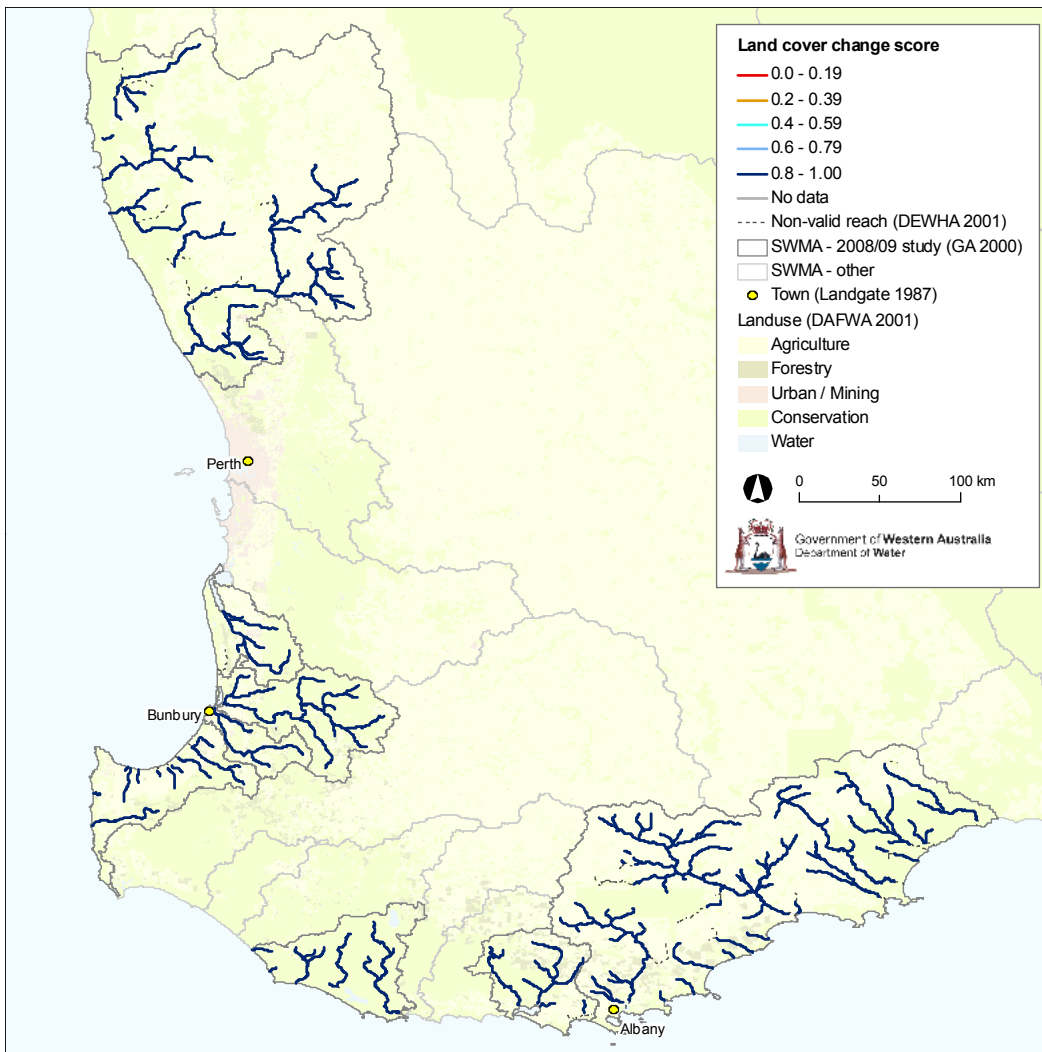 Land cover change score
0.0 - 0.19
0.2 - 0.39
0.4 - 0.59
0.6 - 0.79
0.8 - 1.00
No data
Non-valid reach (DEWHA 2001)
SWMA - 2008/09 study (GA 2000)
SWMA - other
Town (Landgate 1987)
Landuse (DAFWA 2001)
Agriculture
Forestry
Urban / Mining
Conservation
Water
0 50 100 km
Government of Western Australia
Department of Water
Perth
Bunbury
Albany